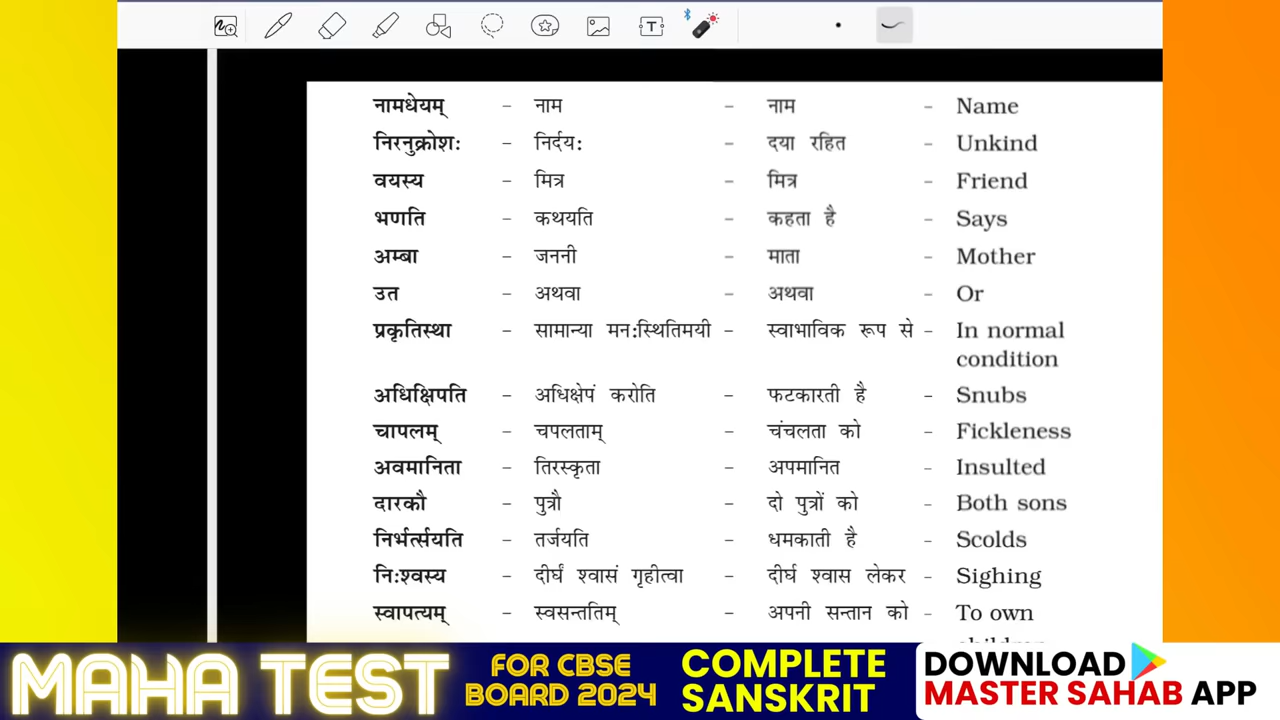 T
नामधेयम् - नाम - नाम - Name
निरनुक्रोशः - निर्दयः - दया रहित - Unkind
वयस्य - मित्र - मित्र - Friend
भणति - कथयति - कहता है - Says
अम्बा - जननी - माता - Mother
उत - अथवा - अथवा - Or
प्रकृतिस्था - सामान्या मनःस्थितिमयी - स्वाभाविक रूप से - In normal
condition
अधिक्षिपति - अधिक्षेपं करोति - फटकारती है - Snubs
चापलम् - चपलताम् - चंचलता को - Fickleness
अवमानिता - तिरस्कृता - अपमानित - Insulted
दारकौ - पुत्रौ - दो पुत्रों को - Both sons
निर्भर्त्सयति - तर्जयति - धमकाती है - Scolds
निःश्वस्य - दीर्घं श्वासं गृहीत्वा - दीर्घ श्वास लेकर - Sighing
स्वापत्यम् - स्वसन्ततिम् - अपनी सन्तान को - To own
MAHA TEST
FOR CBSE
BOARD 2024
COMPLETE
SANSKRIT
DOWNLOAD
MASTER SAHAB APP